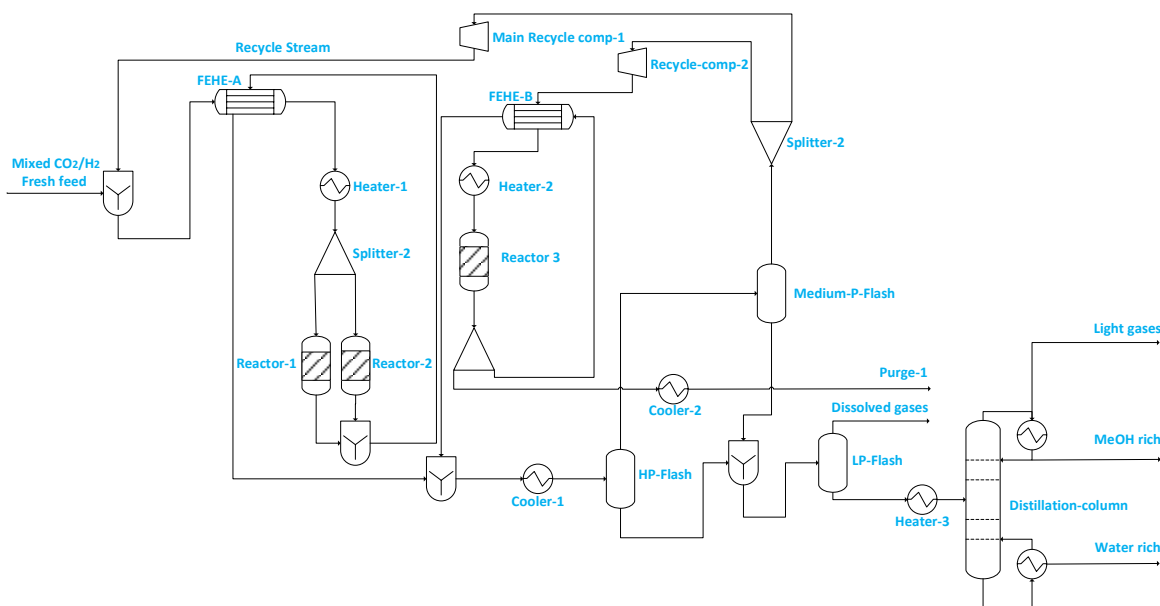 Main Recycle comp-1
Recycle Stream
Recycle-comp-2
FEHE-A
FEHE-B
Splitter-2
Mixed CO2/H2
Fresh feed
Heater-1
Heater-2
Splitter-2
Reactor 3
Medium-P-Flash
Light gases
Reactor-1
Reactor-2
Purge-1
Cooler-2
Dissolved gases
MeOH rich
HP-Flash
LP-Flash
Cooler-1
Heater-3
Distillation-column
Water rich